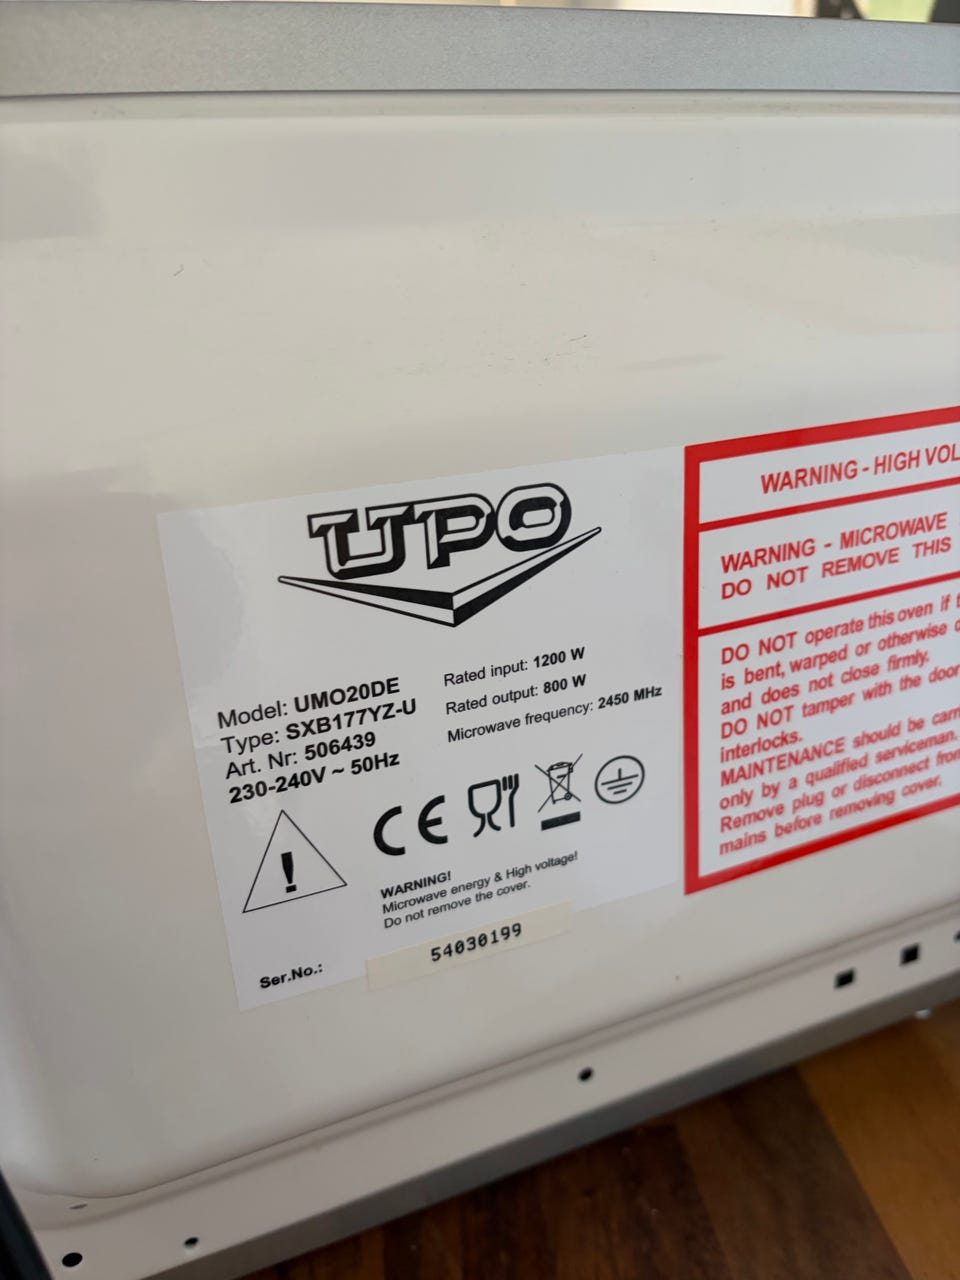 UPO
Model: UMO20DE
Type: SXB177YZ-U
Art. Nr: 506439
230-240V ~ 50Hz
Rated input: 1200 W
Rated output: 800 W
Microwave frequency: 2450 MHz
CE
WARNING!
Microwave energy & High voltage!
Do not remove the cover.
Ser.No.:
54030199
WARNING - HIGH VOL
WARNING - MICROWAVE
DO NOT REMOVE THIS
DO NOT operate this oven if
is bent, warped or otherwise
and does not close firmly.
DO NOT tamper with the door
interlocks.
MAINTENANCE should be carr
only by a qualified serviceman.
Remove plug or disconnect from
mains before removing cover.